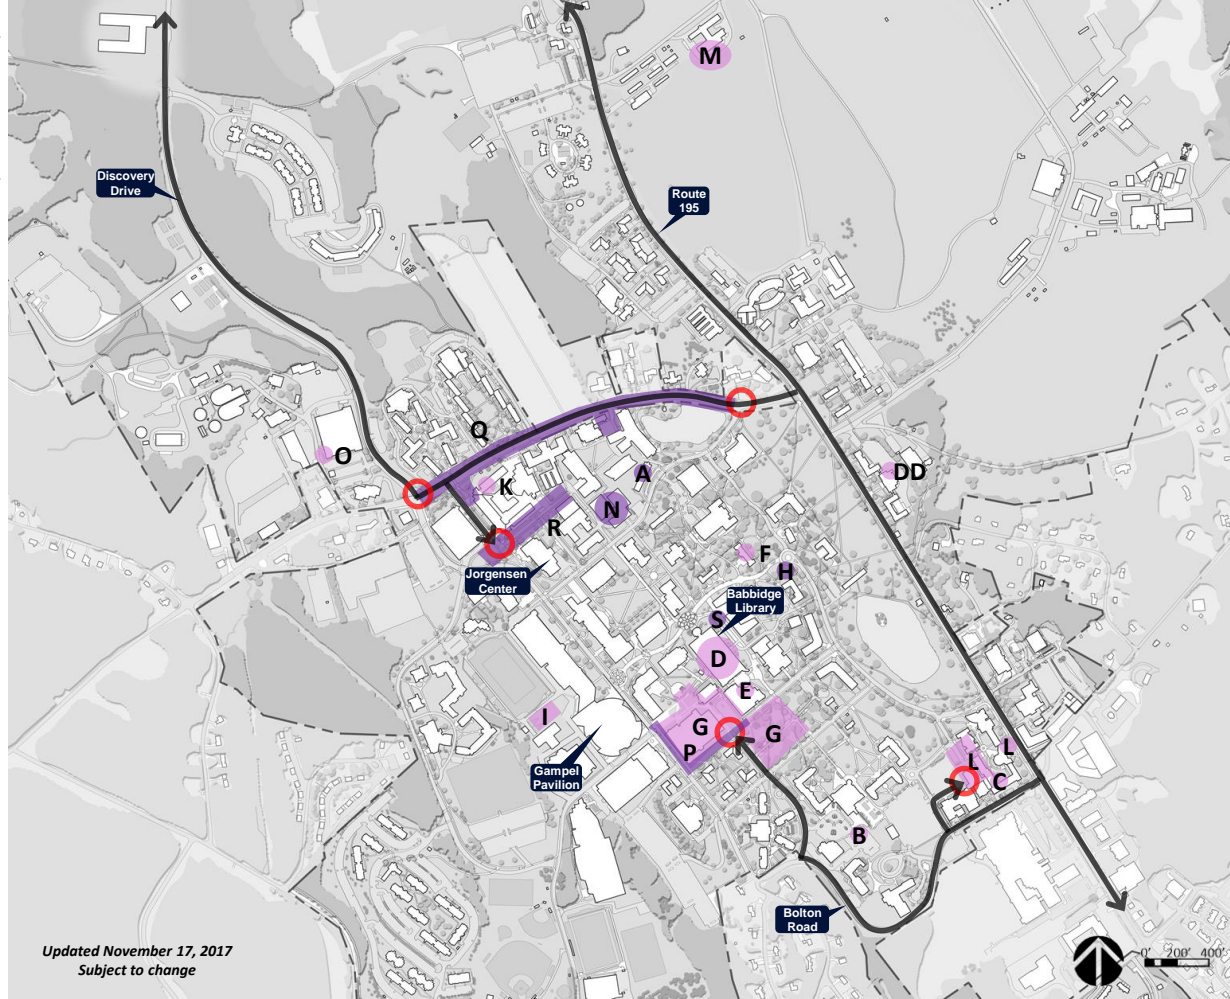 M
Discovery
Drive
Route
195
Q
O
A
DD
K
N
R
F
H
Jorgensen
Center
Babbidge
Library
S
D
E
I
G
G
P
L
L
C
Gampel
Pavilion
B
Bolton
Road
Updated November 17, 2017
Subject to change
0' 200' 400'